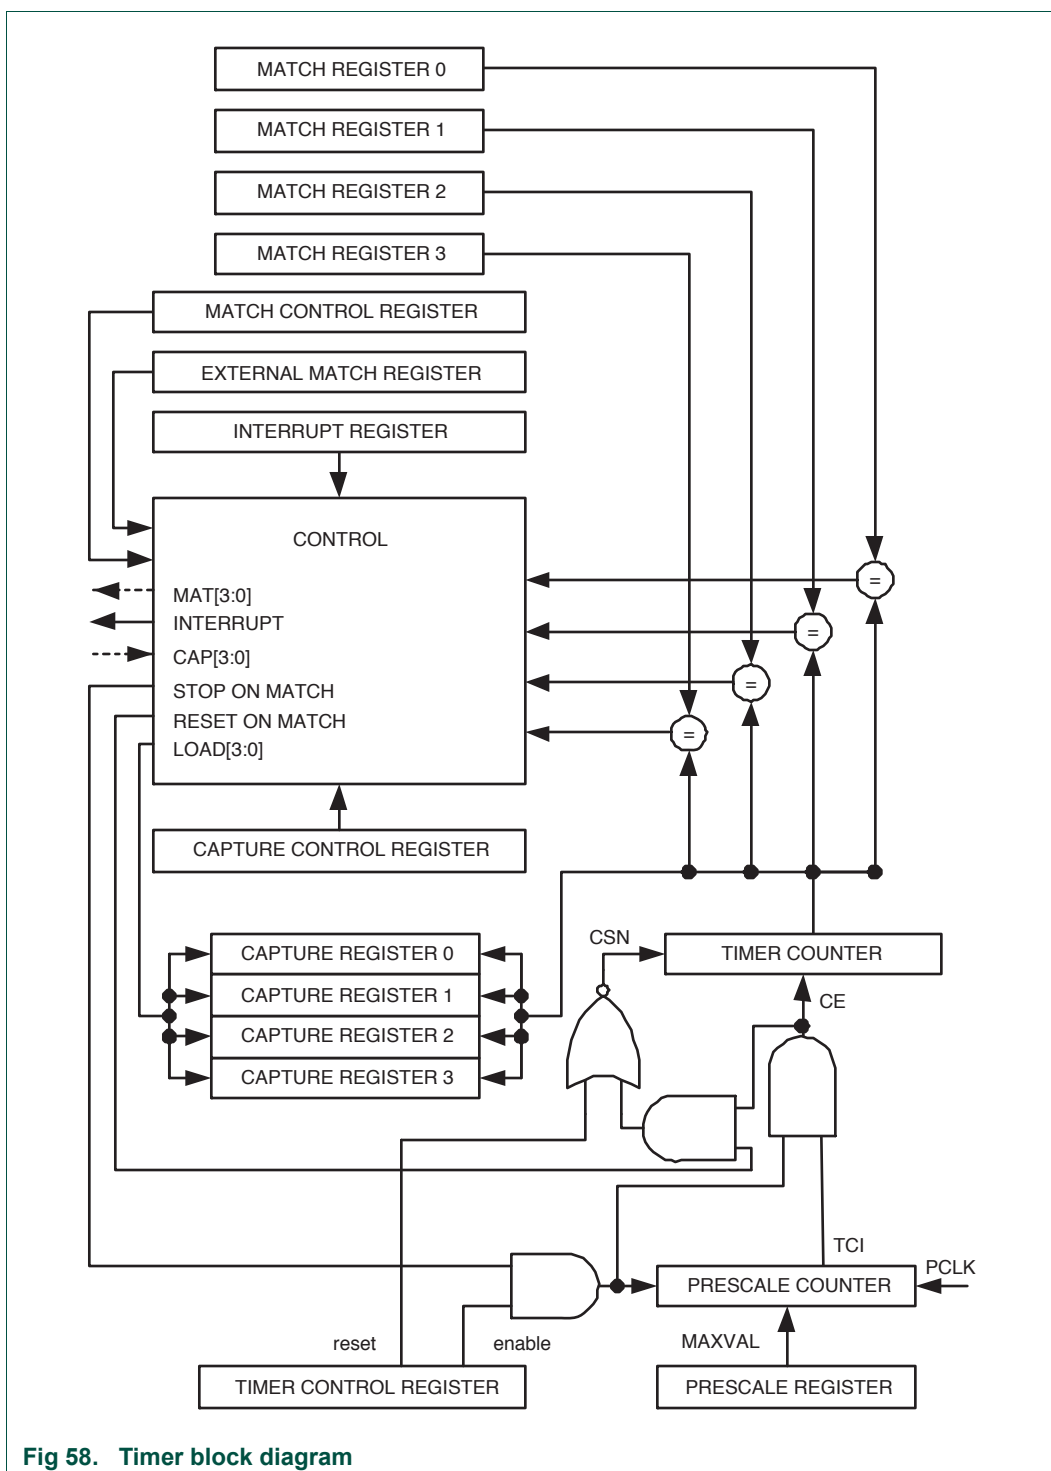 MATCH REGISTER 0
MATCH REGISTER 1
MATCH REGISTER 2
MATCH REGISTER 3
MATCH CONTROL REGISTER
EXTERNAL MATCH REGISTER
INTERRUPT REGISTER
CONTROL
=
=
=
=
MAT[3:0]
INTERRUPT
CAP[3:0]
STOP ON MATCH
RESET ON MATCH
LOAD[3:0]
CAPTURE CONTROL REGISTER
CAPTURE REGISTER 0
CAPTURE REGISTER 1
CAPTURE REGISTER 2
CAPTURE REGISTER 3
CSN
TIMER COUNTER
CE
TCI
PCLK
PRESCALE COUNTER
reset
enable
MAXVAL
TIMER CONTROL REGISTER
PRESCALE REGISTER
Fig 58. Timer block diagram